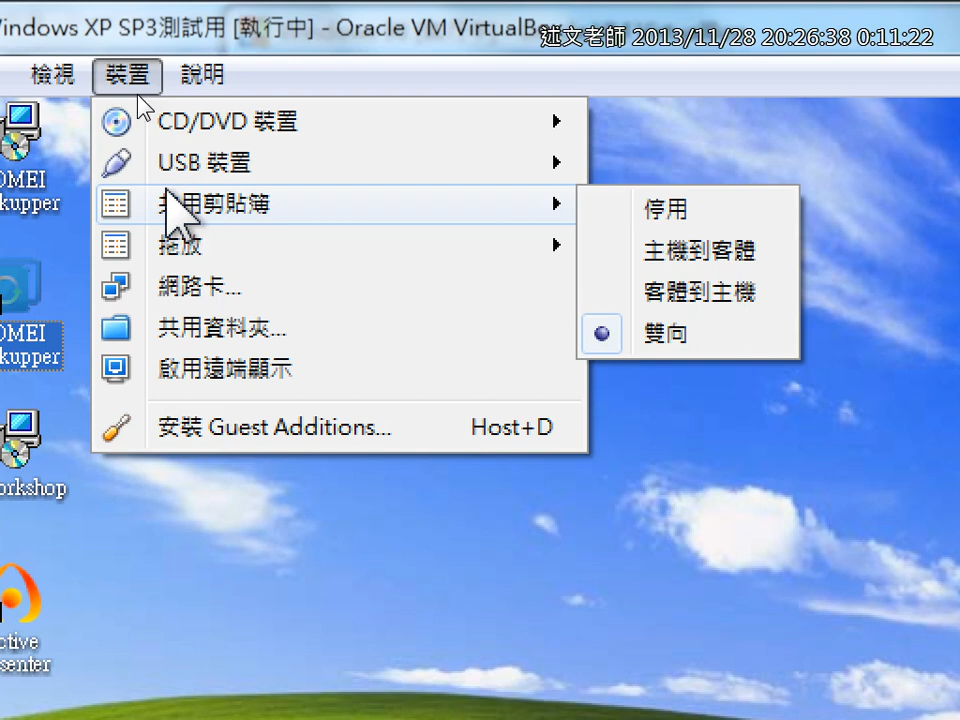 indows XP SP3測試用 [執行中] - Oracle VM VirtualB
述文老師 2013/11/28 20:26:38 0:11:22
檢視 裝置 說明
CD/DVD 裝置
USB 裝置
共用剪貼簿
拖放
網路卡...
共用資料夾...
啟用遠端顯示
安裝 Guest Additions... Host+D
停用
主機到客體
客體到主機
雙向
OMEI
kupper
OMEI
kupper
orkshop
ctive
senter